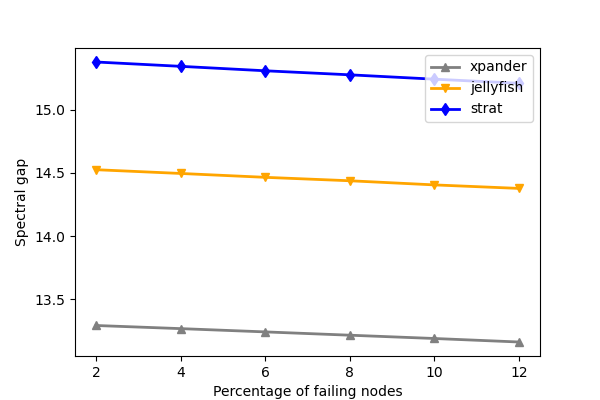 xpander
jellyfish
strat
15.0
14.5
14.0
13.5
Spectral gap
2 4 6 8 10 12
Percentage of failing nodes